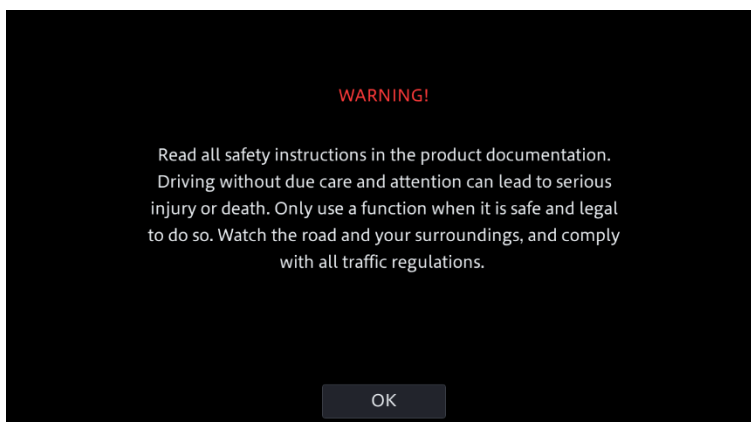 WARNING!
Read all safety instructions in the product documentation.
Driving without due care and attention can lead to serious
injury or death. Only use a function when it is safe and legal
to do so. Watch the road and your surroundings, and comply
with all traffic regulations.
OK